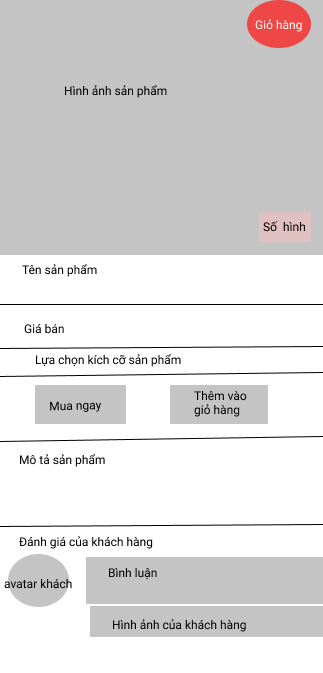 Giỏ hàng
Hình ảnh sản phẩm
Số hình
Tên sản phẩm
Giá bán
Lựa chọn kích cỡ sản phẩm
Mua ngay
Thêm vào
giỏ hàng
Mô tả sản phẩm
Đánh giá của khách hàng
avatar khách
Bình luận
Hình ảnh của khách hàng